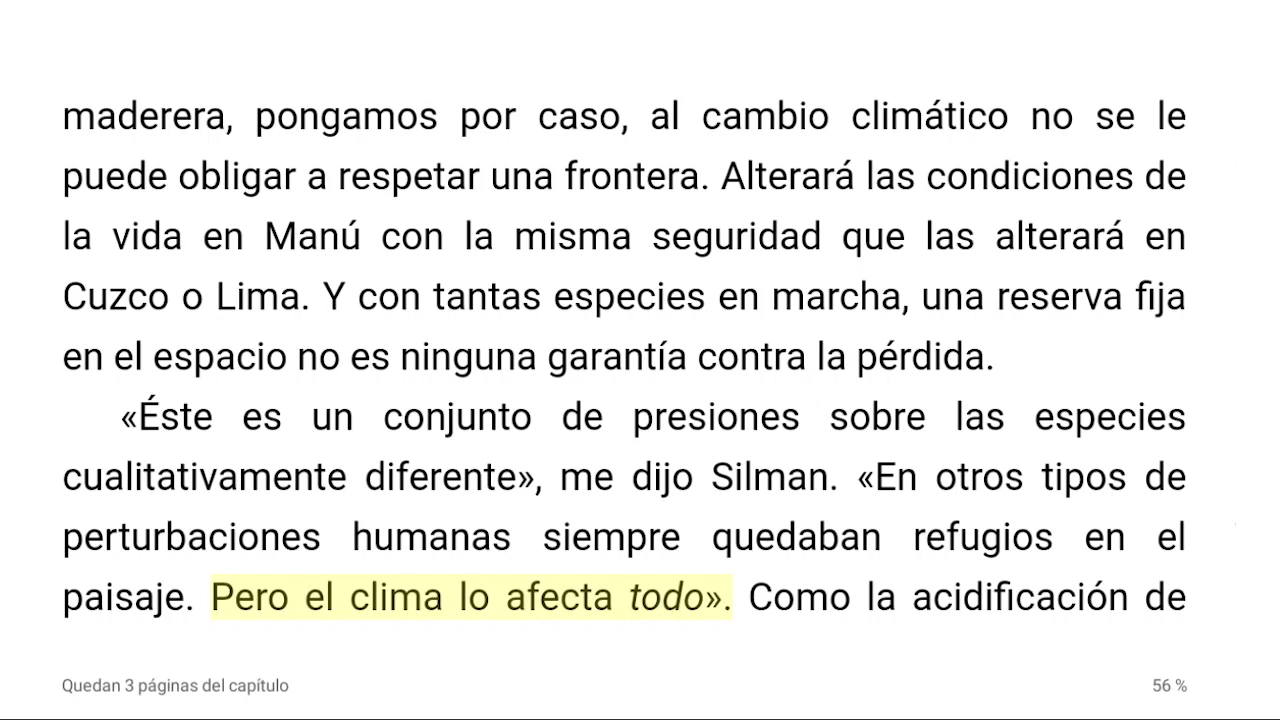 maderera, pongamos por caso, al cambio climático no se le
puede obligar a respetar una frontera. Alterará las condiciones de
la vida en Manú con la misma seguridad que las alterará en
Cuzco o Lima. Y con tantas especies en marcha, una reserva fija
en el espacio no es ninguna garantía contra la pérdida.
«Éste es un conjunto de presiones sobre las especies
cualitativamente diferente», me dijo Silman. «En otros tipos de
perturbaciones humanas siempre quedaban refugios en el
paisaje. Pero el clima lo afecta todo». Como la acidificación de
Quedan 3 páginas del capítulo
56 %